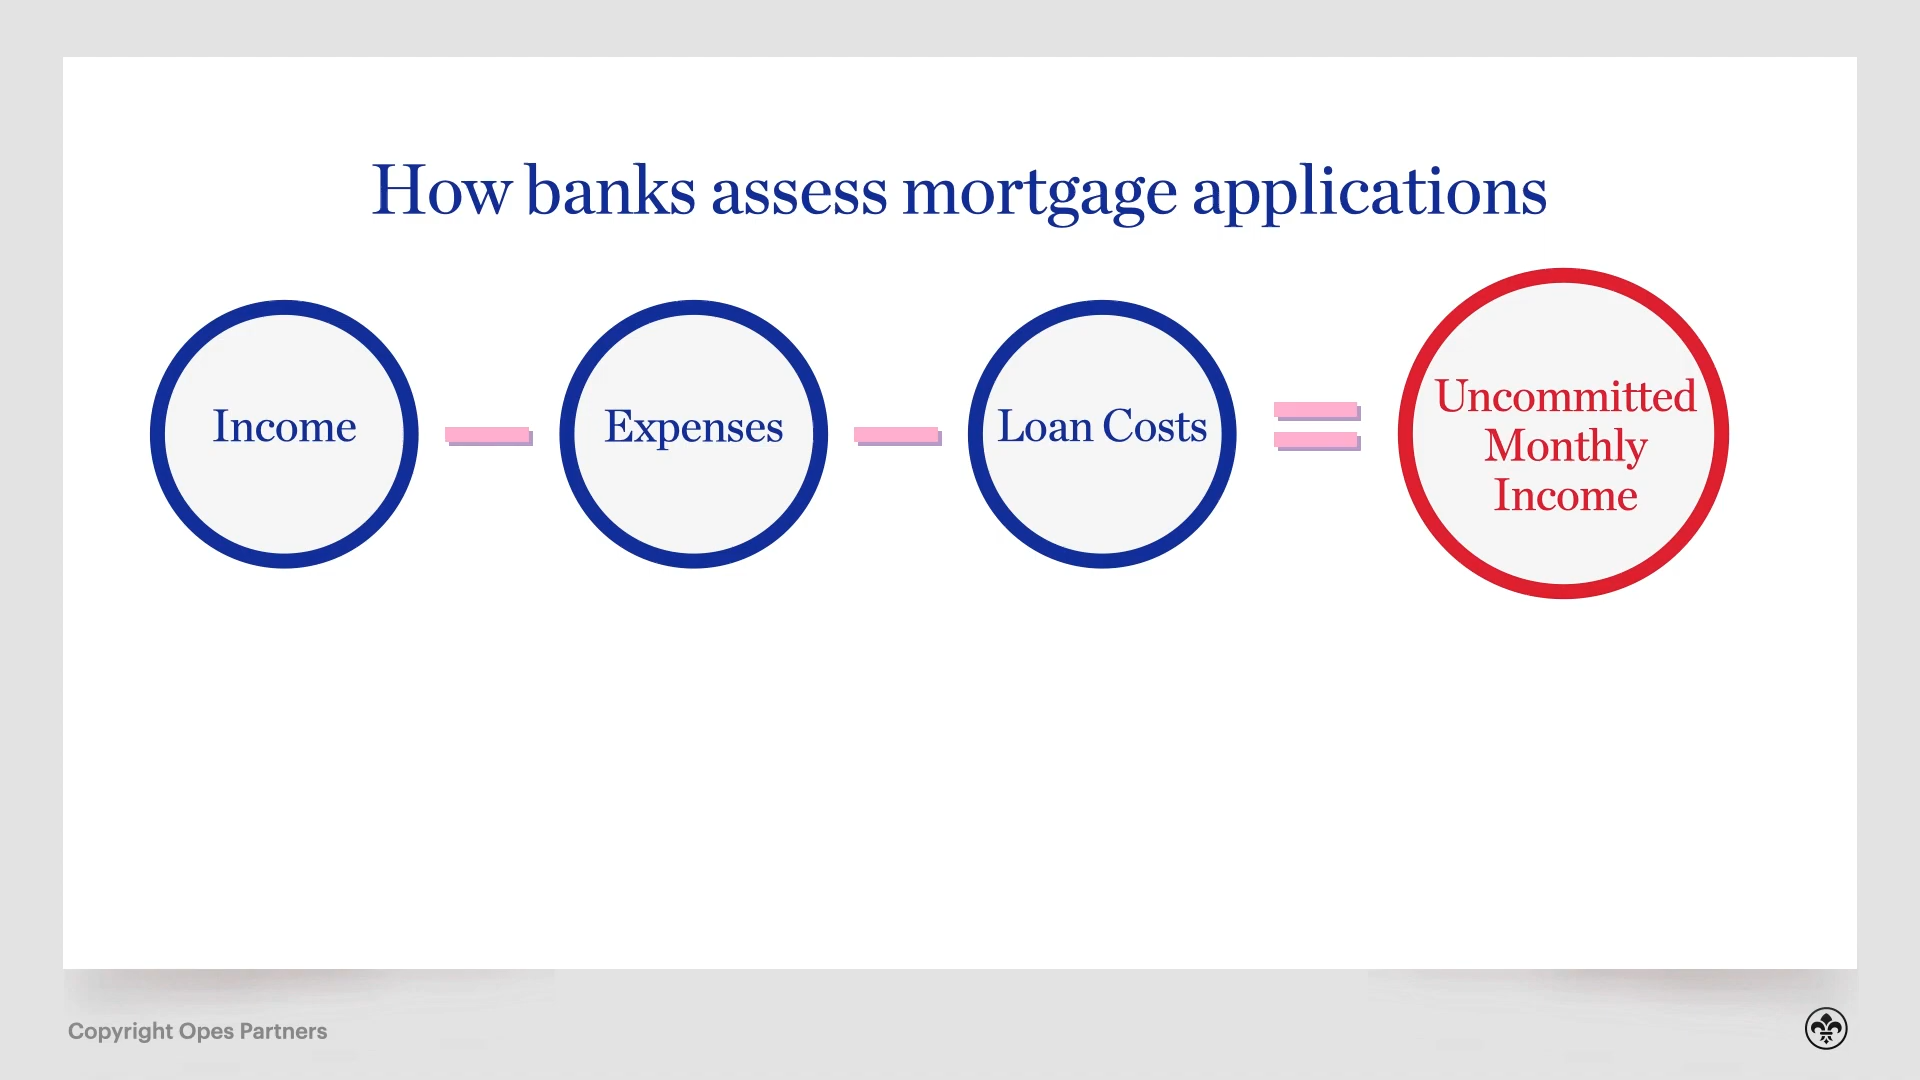 How banks assess mortgage applications
Income
Expenses
Loan Costs
Uncommitted
Monthly
Income
Copyright Opes Partners